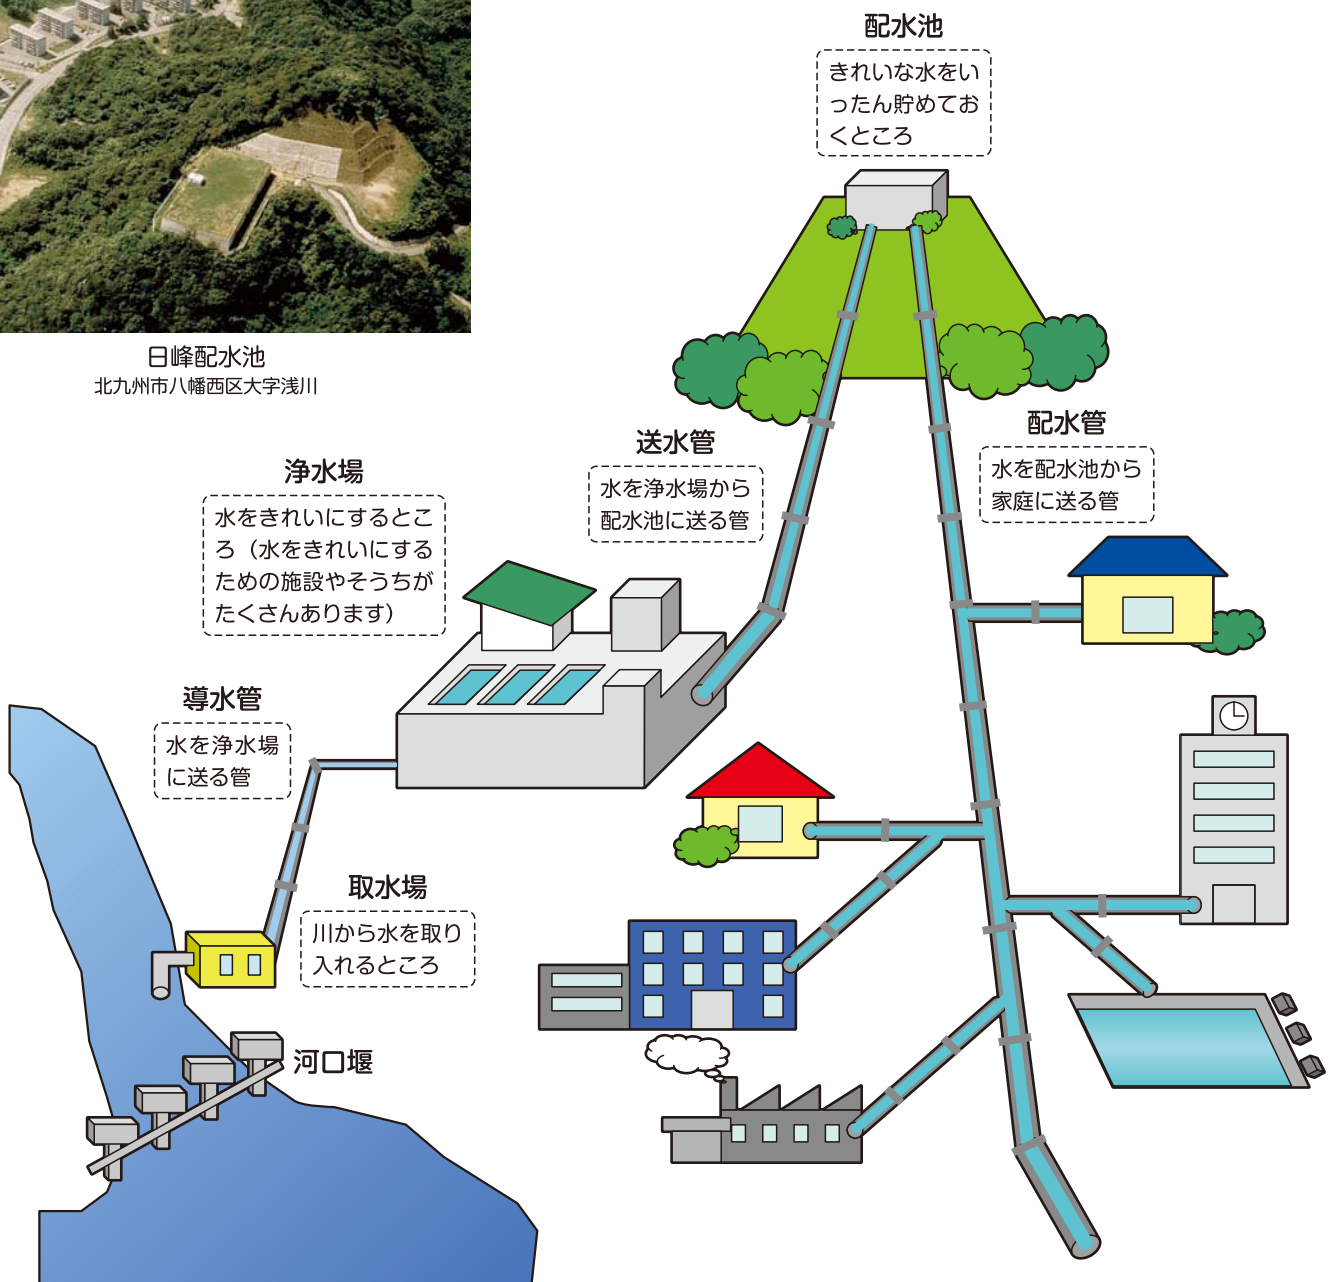 配水池
きれいな水をい
ったん貯めてお
くところ
日峰配水池
北九州市八幡西区大字浅川
配水管
水を配水池から
家庭に送る管
送水管
水を浄水場から
配水池に送る管
浄水場
水をきれいにするとこ
ろ（水をきれいにする
ための施設やそうちが
たくさんあります）
導水管
水を浄水場
に送る管
取水場
川から水を取り
入れるところ
河口堰